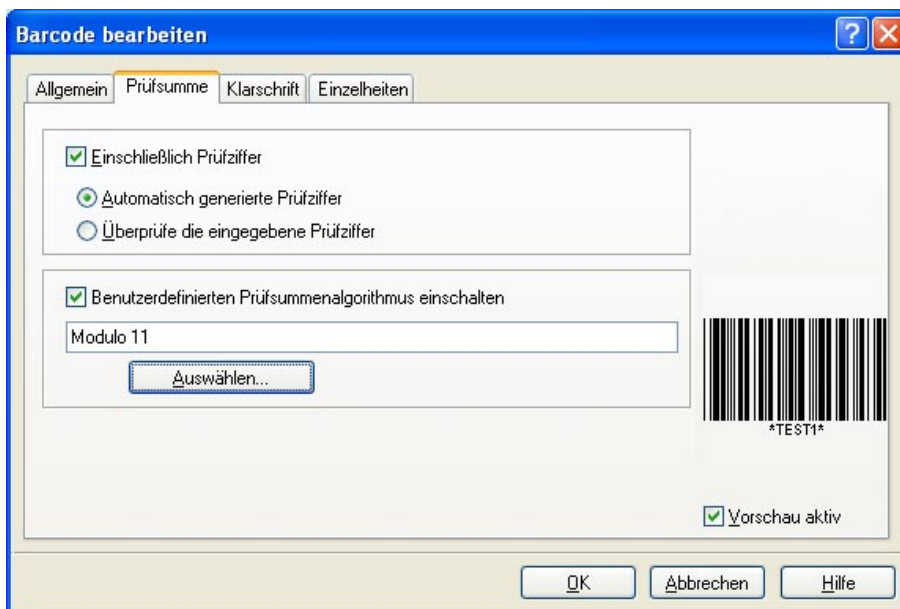 Barcode bearbeiten
Allgemein Prüfsumme Klarschrift Einzelheiten
Einschließlich Prüfziffer
Automatisch generierte Prüfziffer
Überprüfe die eingegebene Prüfziffer
Benutzerdefinierten Prüfsummenalgorithmus einschalten
Modulo 11
Auswählen...
*TEST1*
Vorschau aktiv
OK Abbrechen Hilfe